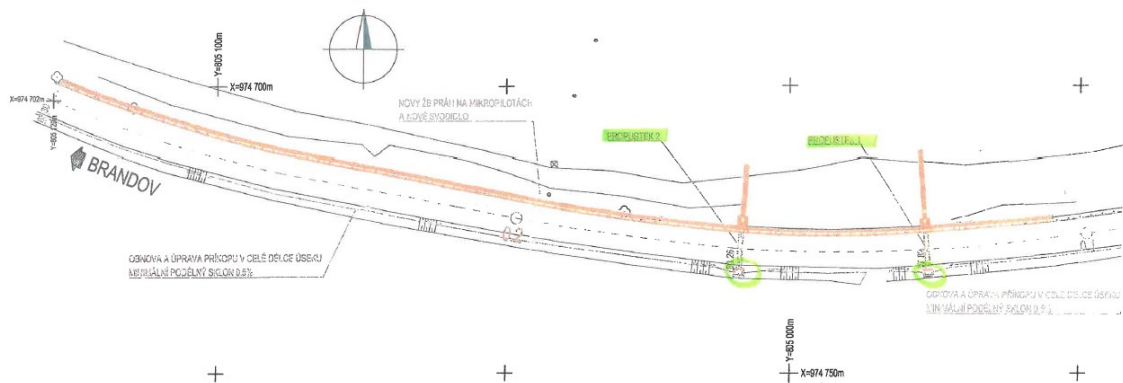 Y=605 100m
X=974 700m
X=974 702m
NOVÝ ŽB PRÁH NA MIKROPILOTÁCH
A NOVÉ SVODIDLO
PROPUSTEK 2
PROPUSTEK 1
BRANDOV
OBNOVA A ÚPRAVA PŘÍKOPU V CELÉ DÉLCE ÚSEKU
MINIMÁLNÍ PODÉLNÝ SKLON 0.5%
OBNOVA A ÚPRAVA PŘÍKOPU V CELÉ DÉLCE ÚSEKU
MINIMÁLNÍ PODÉLNÝ SKLON 0.5%
Y=605 000m
X=974 750m